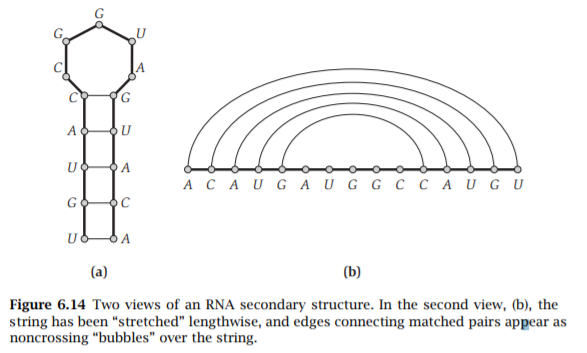 G
G U
C A
C G
A U
U A
G C
U A
A C A U G A U G G C C A U G U
(a) (b)
Figure 6.14 Two views of an RNA secondary structure. In the second view, (b), the
string has been “stretched” lengthwise, and edges connecting matched pairs appear as
noncrossing “bubbles” over the string.